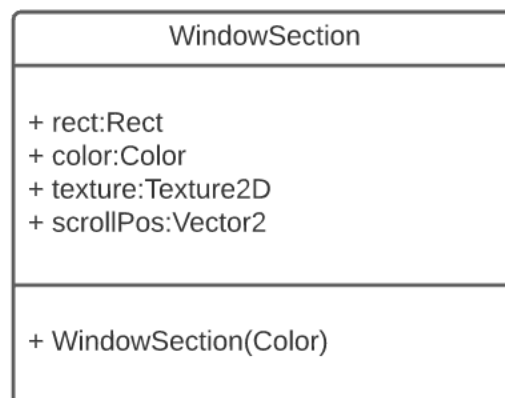 WindowSection
+ rect:Rect
+ color:Color
+ texture:Texture2D
+ scrollPos:Vector2
+ WindowSection(Color)